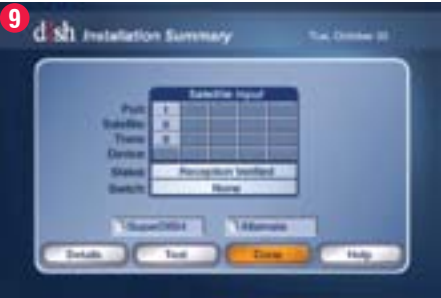 9
dish Installation Summary
Tue, October
Satellite Input
Port: 1
Satellite:
Trans:
Device:
Status: Reception Verified
Switch: None
SuperDISH Alternate
Details Test Done Help